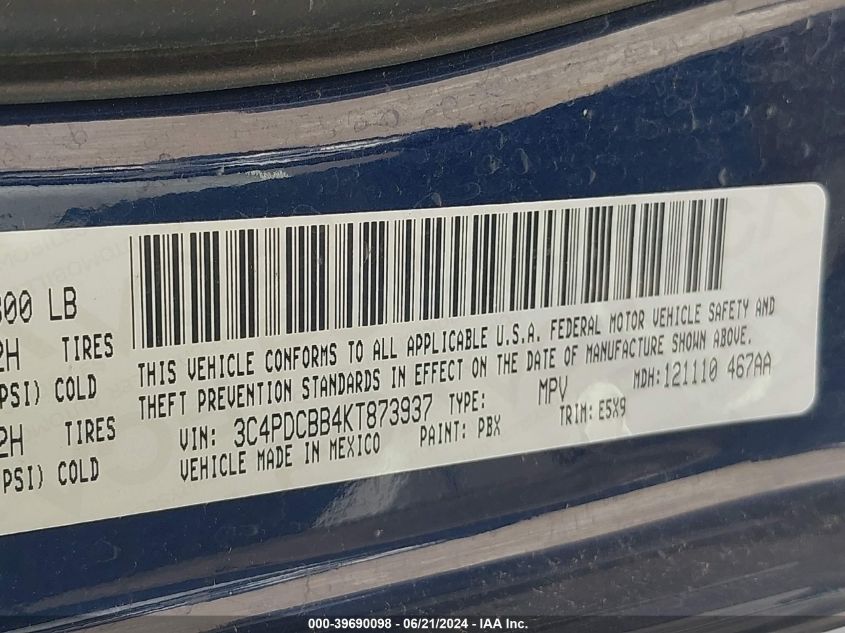 300 LB
2H TIRES
PSI) COLD
2H TIRES
PSI) COLD
THIS VEHICLE CONFORMS TO ALL APPLICABLE U.S.A. FEDERAL MOTOR VEHICLE SAFETY AND
THEFT PREVENTION STANDARDS IN EFFECT ON THE DATE OF MANUFACTURE SHOWN ABOVE.
VIN: 3C4PDCBB4KT873937 TYPE: MPV MDH:121110 467AA
VEHICLE MADE IN MEXICO PAINT: PBX TRIM: E5X9
000-39690098 - 06/21/2024 - IAA Inc.